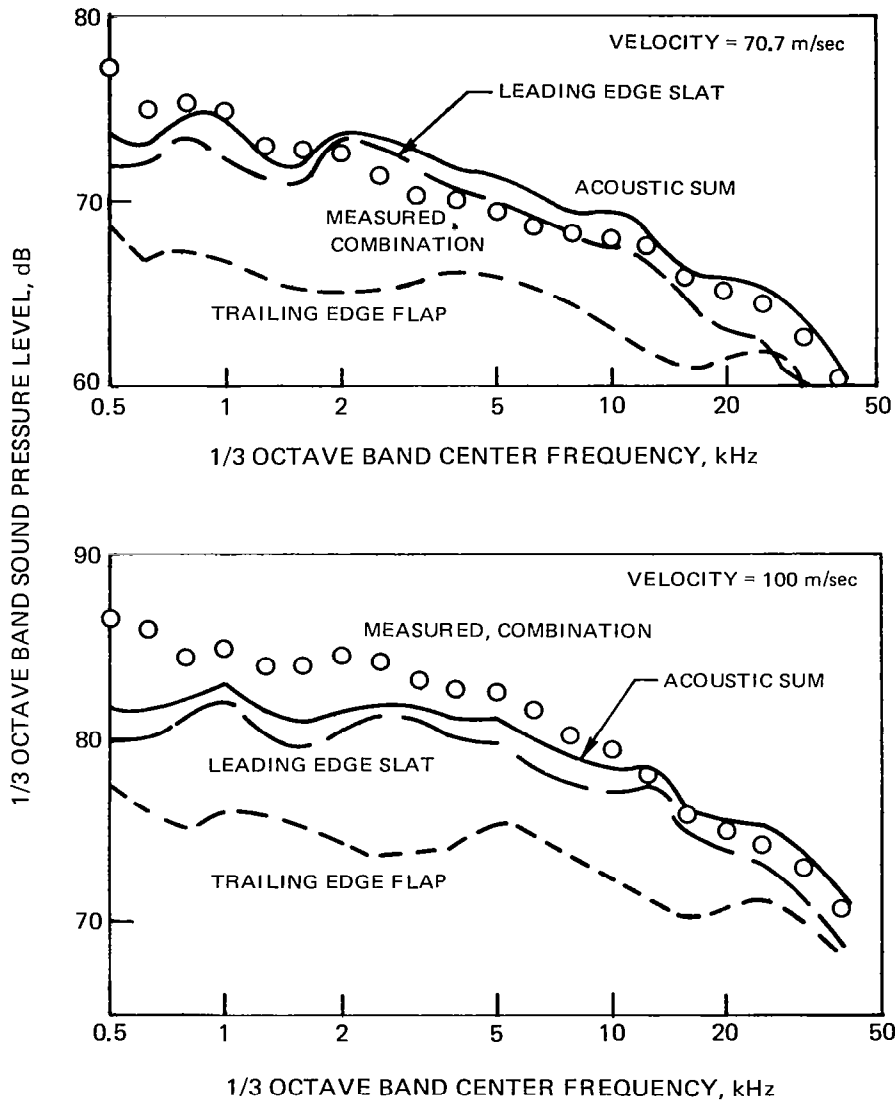 1/3 OCTAVE BAND SOUND PRESSURE LEVEL, dB
80
70
60
VELOCITY = 70.7 m/sec
LEADING EDGE SLAT
ACOUSTIC SUM
MEASURED,
COMBINATION
TRAILING EDGE FLAP
0.5 1 2 5 10 20 50
1/3 OCTAVE BAND CENTER FREQUENCY, kHz
90
80
70
VELOCITY = 100 m/sec
MEASURED, COMBINATION
ACOUSTIC SUM
LEADING EDGE SLAT
TRAILING EDGE FLAP
0.5 1 2 5 10 20 50
1/3 OCTAVE BAND CENTER FREQUENCY, kHz